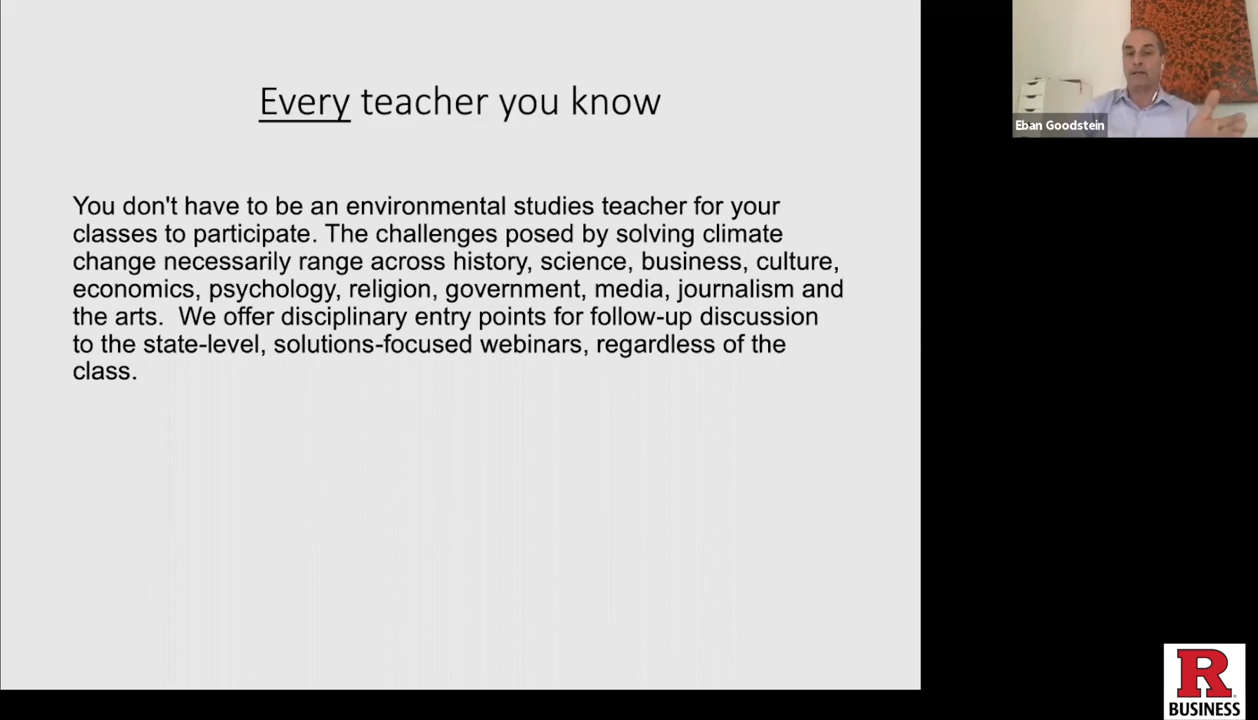 Every teacher you know
You don't have to be an environmental studies teacher for your
classes to participate. The challenges posed by solving climate
change necessarily range across history, science, business, culture,
economics, psychology, religion, government, media, journalism and
the arts.  We offer disciplinary entry points for follow-up discussion
to the state-level, solutions-focused webinars, regardless of the
class.
Eban Goodstein
R
BUSINESS